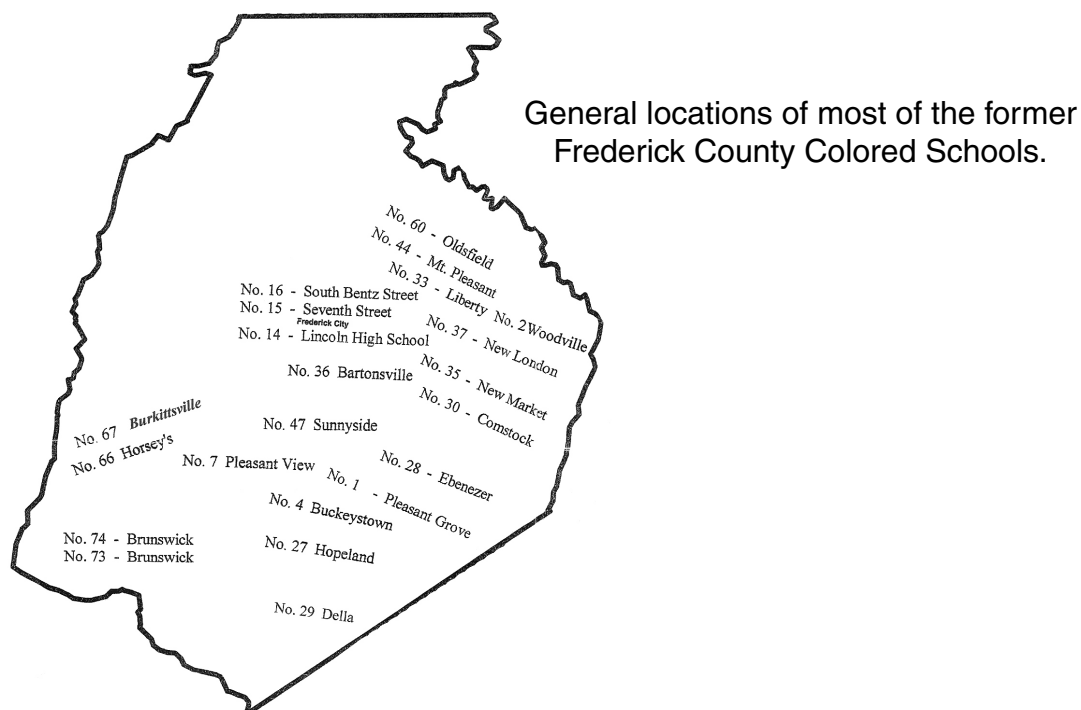 General locations of most of the former
Frederick County Colored Schools.
No. 60 - Oldsfield
No. 44 - Mt. Pleasant
No. 33 - Liberty
No. 2 Woodville
No. 16 - South Bentz Street
No. 15 - Seventh Street
Frederick City
No. 14 - Lincoln High School
No. 37 - New London
No. 36 Bartonsville
No. 35 - New Market
No. 30 - Comstock
No. 67 Burkittsville
No. 66 Horsey's
No. 47 Sunnyside
No. 7 Pleasant View
No. 28 - Ebenezer
No. 1 - Pleasant Grove
No. 4 Buckeystown
No. 74 - Brunswick
No. 73 - Brunswick
No. 27 Hopeland
No. 29 Della